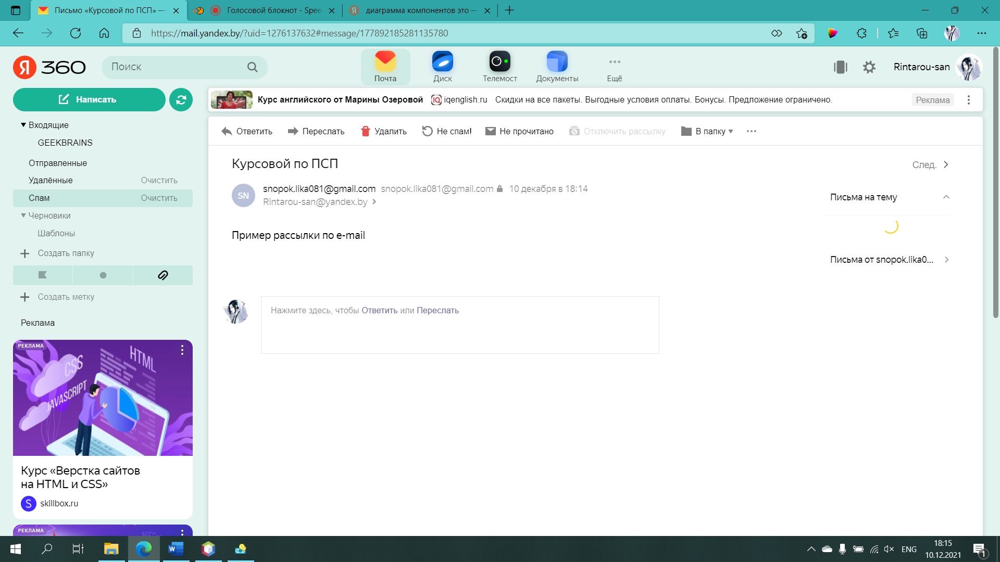 Письмо «Курсовой по ПСП» —
Голосовой блокнот - Spee
диаграмма компонентов это —
https://mail.yandex.by/?uid=1276137632#message/177892185281135780
Я 360
Поиск
Почта
Диск
Телемост
Документы
Ещё
Rintarou-san
Написать
Курс английского от Марины Озеровой IQ iqenglish.ru Скидки на все пакеты. Выгодные условия оплаты. Бонусы. Предложение ограничено. Реклама
Входящие
GEEKBRAINS
Отправленные
Удалённые Очистить
Спам Очистить
Черновики
Шаблоны
Создать папку
Создать метку
Реклама
Ответить Переслать Удалить Не спам! Не прочитано Отключить рассылку В папку
Курсовой по ПСП
След.
SN
snopok.lika081@gmail.com snopok.lika081@gmail.com 10 декабря в 18:14
Rintarou-san@yandex.by
Письма на тему
Пример рассылки по e-mail
Письма от snopok.lika0...
Нажмите здесь, чтобы Ответить или Переслать
РЕКЛАМА
HTML
CSS
JAVASCRIPT
Курс «Верстка сайтов
на HTML и CSS»
S skillbox.ru
РЕКЛАМА
ENG
18:15
10.12.2021
1